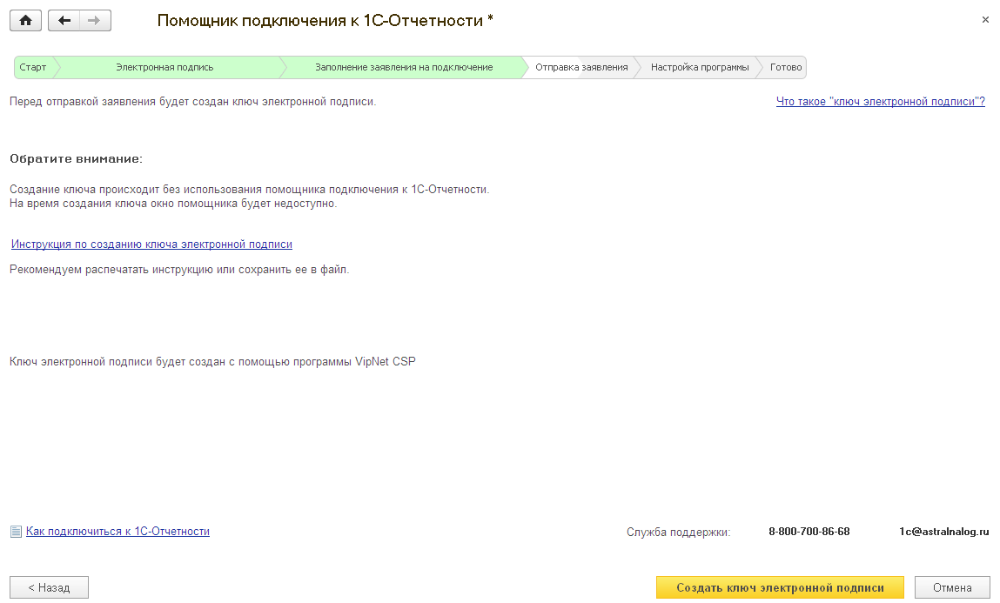 Помощник подключения к 1С-Отчетности *
Старт Электронная подпись Заполнение заявления на подключение Отправка заявления Настройка программы Готово
Перед отправкой заявления будет создан ключ электронной подписи. Что такое "ключ электронной подписи"?
Обратите внимание:
Создание ключа происходит без использования помощника подключения к 1С-Отчетности.
На время создания ключа окно помощника будет недоступно.
Инструкция по созданию ключа электронной подписи
Рекомендуем распечатать инструкцию или сохранить ее в файл.
Ключ электронной подписи будет создан с помощью программы VipNet CSP
Как подключиться к 1С-Отчетности Служба поддержки: 8-800-700-86-68 1c@astralnalog.ru
< Назад Создать ключ электронной подписи Отмена